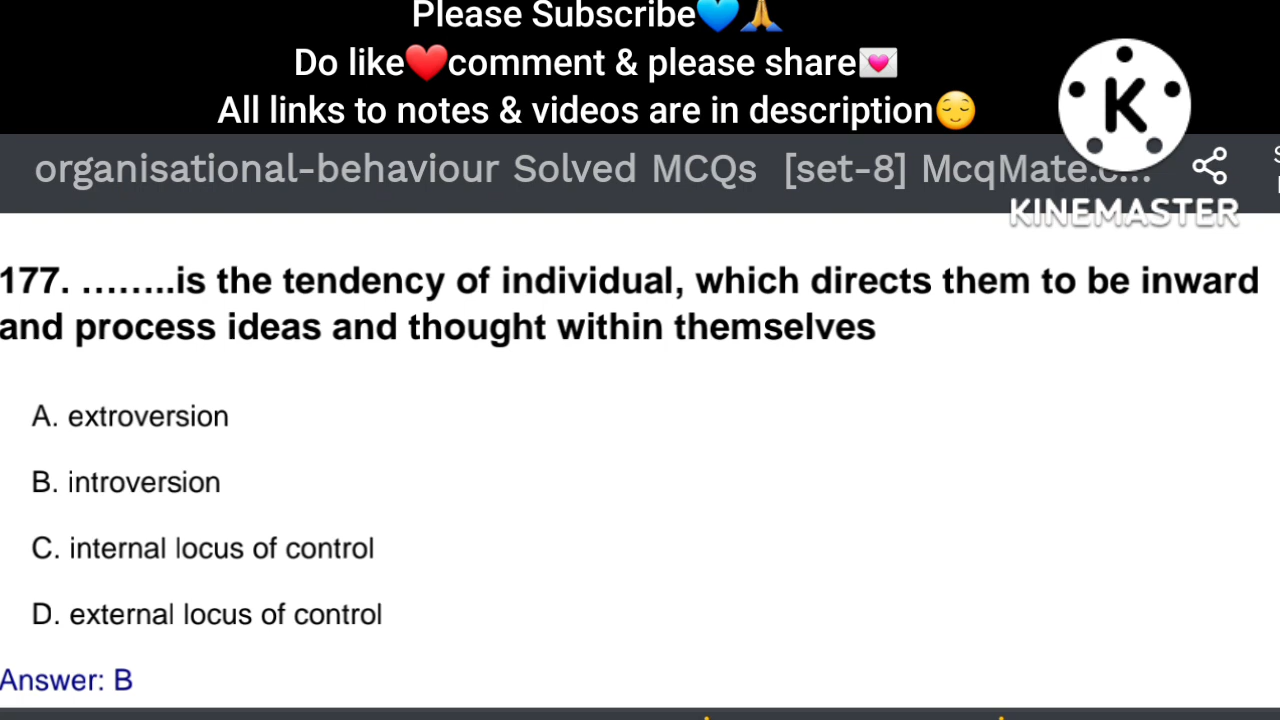 Please Subscribe💙🙏
Do like❤️comment & please share💌
All links to notes & videos are in description😌
K
organisational-behaviour Solved MCQs [set-8] McqMate.c...
KINEMASTER
177. ……..is the tendency of individual, which directs them to be inward
and process ideas and thought within themselves
A. extroversion
B. introversion
C. internal locus of control
D. external locus of control
Answer: B